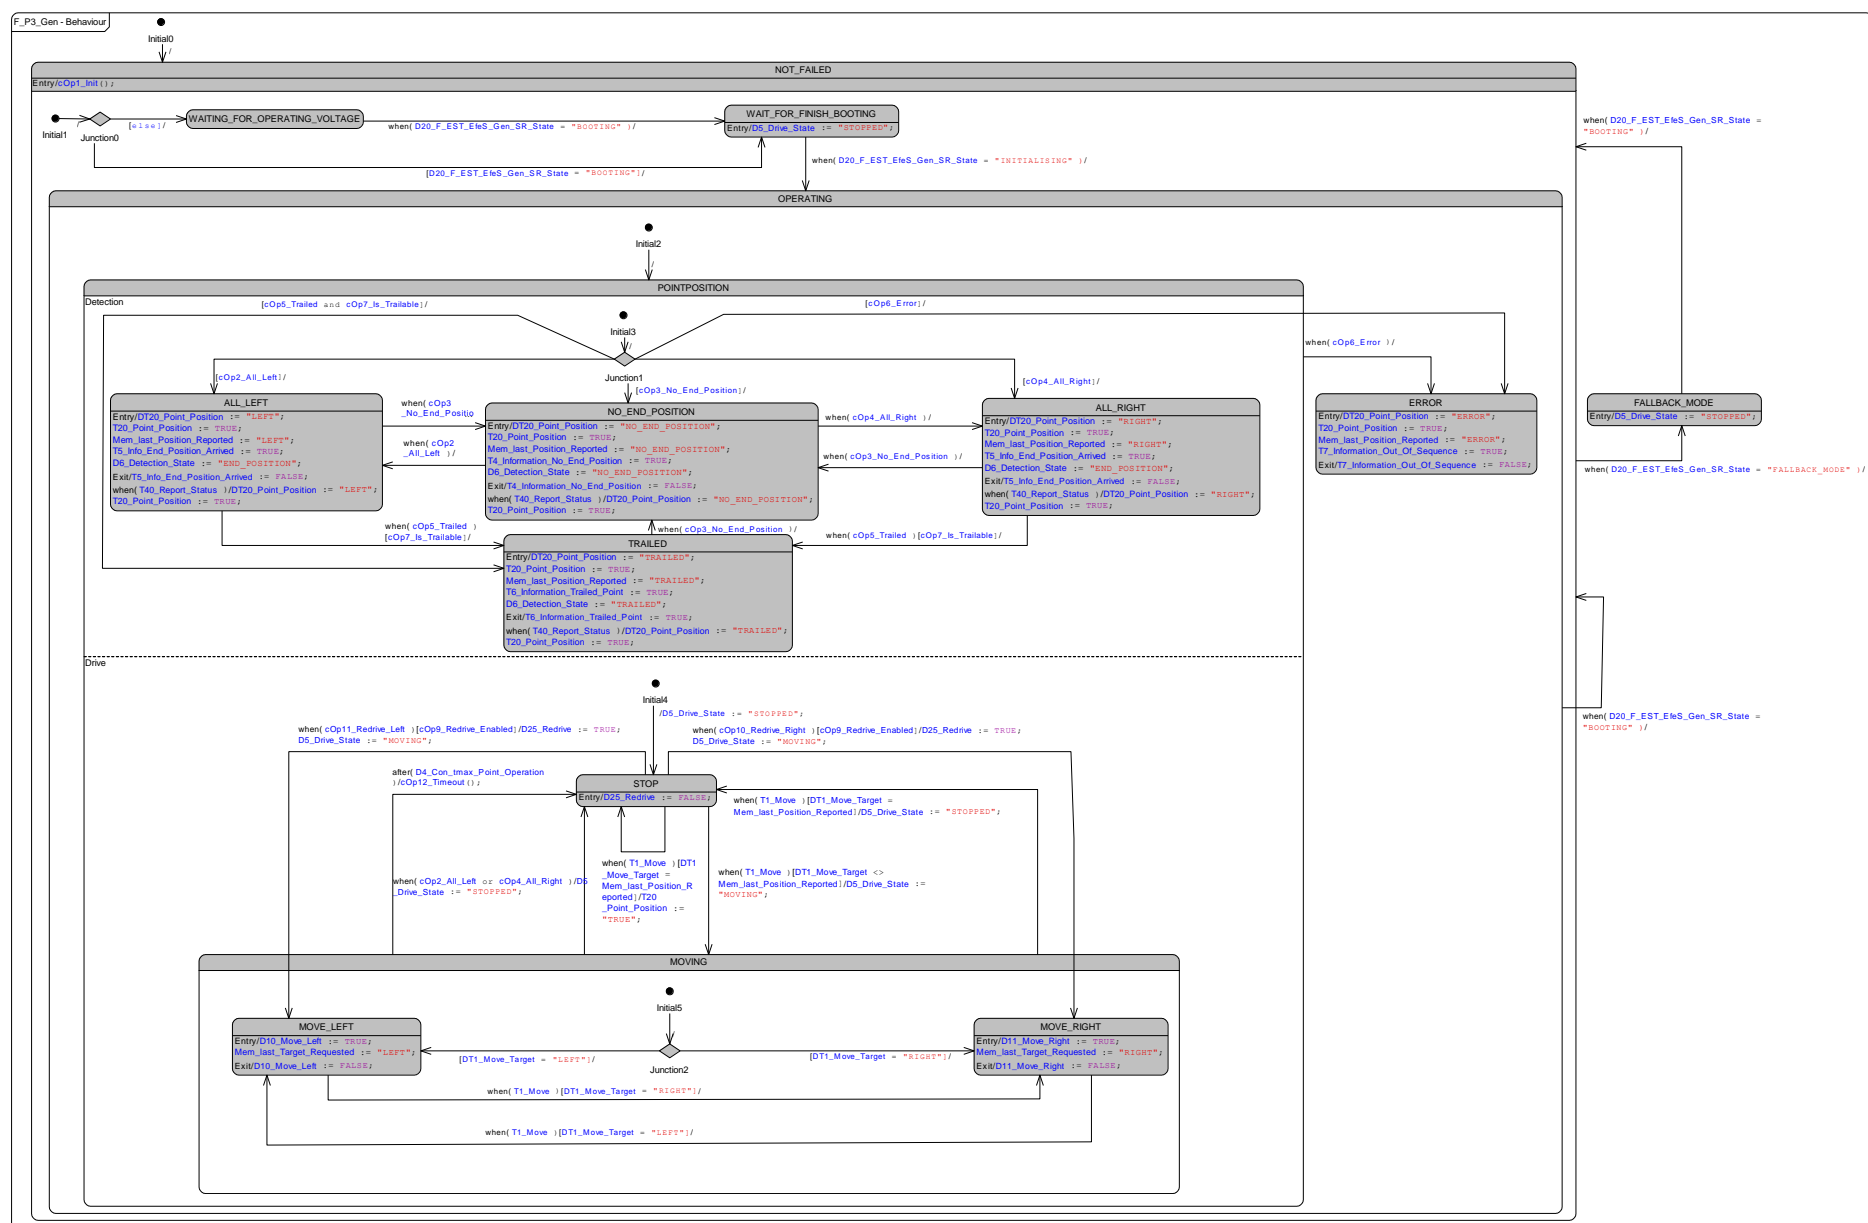 F_P3_Gen - Behaviour
Initial0
/
NOT_FAILED
Entry/cOp1_Init();
Initial1
/
Junction0
[else]/
WAITING_FOR_OPERATING_VOLTAGE
when( D20_F_EST_EfeS_Gen_SR_State = "BOOTING" )/
WAIT_FOR_FINISH_BOOTING
Entry/D5_Drive_State := "STOPPED";
[D20_F_EST_EfeS_Gen_SR_State = "BOOTING"]/
when( D20_F_EST_EfeS_Gen_SR_State = "INITIALISING" )/
when( D20_F_EST_EfeS_Gen_SR_State =
"BOOTING" )/
OPERATING
Initial2
/
POINTPOSITION
Detection
[cOp5_Trailed and cOp7_Is_Trailable]/
[cOp6_Error]/
Initial3
/
Junction1
when( cOp6_Error )/
[cOp2_All_Left]/
[cOp3_No_End_Position]/
[cOp4_All_Right]/
ALL_LEFT
Entry/DT20_Point_Position := "LEFT";
T20_Point_Position := TRUE;
Mem_last_Position_Reported := "LEFT";
T5_Info_End_Position_Arrived := TRUE;
D6_Detection_State := "END_POSITION";
Exit/T5_Info_End_Position_Arrived := FALSE;
when( T40_Report_Status )/DT20_Point_Position := "LEFT";
T20_Point_Position := TRUE;
when( cOp3
_No_End_Positio
when( cOp2
_All_Left )/
NO_END_POSITION
Entry/DT20_Point_Position := "NO_END_POSITION";
T20_Point_Position := TRUE;
Mem_last_Position_Reported := "NO_END_POSITION";
T4_Information_No_End_Position := TRUE;
D6_Detection_State := "NO_END_POSITION";
Exit/T4_Information_No_End_Position := FALSE;
when( T40_Report_Status )/DT20_Point_Position := "NO_END_POSITION";
T20_Point_Position := TRUE;
when( cOp4_All_Right )/
when( cOp3_No_End_Position )/
ALL_RIGHT
Entry/DT20_Point_Position := "RIGHT";
T20_Point_Position := TRUE;
Mem_last_Position_Reported := "RIGHT";
T5_Info_End_Position_Arrived := TRUE;
D6_Detection_State := "END_POSITION";
Exit/T5_Info_End_Position_Arrived := FALSE;
when( T40_Report_Status )/DT20_Point_Position := "RIGHT";
T20_Point_Position := TRUE;
ERROR
Entry/DT20_Point_Position := "ERROR";
T20_Point_Position := TRUE;
Mem_last_Position_Reported := "ERROR";
T7_Information_Out_Of_Sequence := TRUE;
Exit/T7_Information_Out_Of_Sequence := FALSE;
FALLBACK_MODE
Entry/D5_Drive_State := "STOPPED";
when( D20_F_EST_EfeS_Gen_SR_State = "FALLBACK_MODE" )/
when( cOp5_Trailed )
[cOp7_Is_Trailable]/
when( cOp3_No_End_Position )/
when( cOp5_Trailed )[cOp7_Is_Trailable]/
TRAILED
Entry/DT20_Point_Position := "TRAILED";
T20_Point_Position := TRUE;
Mem_last_Position_Reported := "TRAILED";
T6_Information_Trailed_Point := TRUE;
D6_Detection_State := "TRAILED";
Exit/T6_Information_Trailed_Point := TRUE;
when( T40_Report_Status )/DT20_Point_Position := "TRAILED";
T20_Point_Position := TRUE;
Drive
Initial4
/D5_Drive_State := "STOPPED";
when( D20_F_EST_EfeS_Gen_SR_State =
"BOOTING" )/
when( cOp11_Redrive_Left )[cOp9_Redrive_Enabled]/D25_Redrive := TRUE;
D5_Drive_State := "MOVING";
when( cOp10_Redrive_Right )[cOp9_Redrive_Enabled]/D25_Redrive := TRUE;
D5_Drive_State := "MOVING";
after( D4_Con_tmax_Point_Operation
)/cOp12_Timeout();
STOP
Entry/D25_Redrive := FALSE;
when( T1_Move )[DT1_Move_Target =
Mem_last_Position_Reported]/D5_Drive_State := "STOPPED";
when( cOp2_All_Left or cOp4_All_Right )/D5
_Drive_State := "STOPPED";
when( T1_Move )[DT1
_Move_Target =
Mem_last_Position_R
eported]/T20
_Point_Position :=
"TRUE";
when( T1_Move )[DT1_Move_Target <>
Mem_last_Position_Reported]/D5_Drive_State :=
"MOVING";
MOVING
Initial5
/
Junction2
MOVE_LEFT
Entry/D10_Move_Left := TRUE;
Mem_last_Target_Requested := "LEFT";
Exit/D10_Move_Left := FALSE;
[DT1_Move_Target = "LEFT"]/
[DT1_Move_Target = "RIGHT"]/
MOVE_RIGHT
Entry/D11_Move_Right := TRUE;
Mem_last_Target_Requested := "RIGHT";
Exit/D11_Move_Right := FALSE;
when( T1_Move )[DT1_Move_Target = "RIGHT"]/
when( T1_Move )[DT1_Move_Target = "LEFT"]/